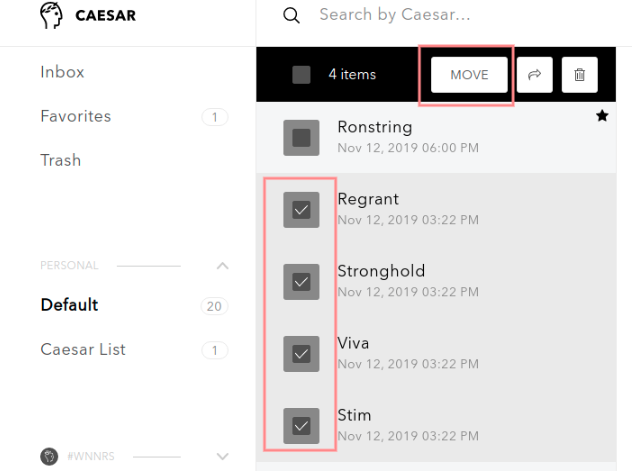 CAESAR
Search by Caesar...
Inbox
Favorites 1
Trash
PERSONAL
Default 20
Caesar List 1
#WNNRS
4 items MOVE
Ronstring
Nov 12, 2019 06:00 PM
Regrant
Nov 12, 2019 03:22 PM
Stronghold
Nov 12, 2019 03:22 PM
Viva
Nov 12, 2019 03:22 PM
Stim
Nov 12, 2019 03:22 PM